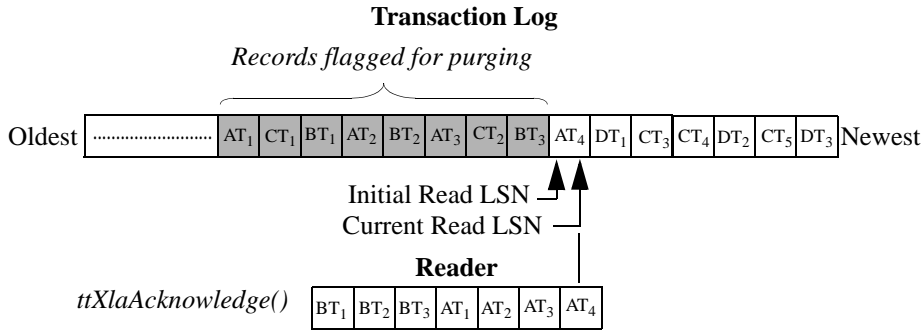 Transaction Log
Records flagged for purging
Oldest ............................. AT1 CT1 BT1 AT2 BT2 AT3 CT2 BT3 AT4 DT1 CT3 CT4 DT2 CT5 DT3 Newest
Initial Read LSN
Current Read LSN
Reader
ttXlaAcknowledge() BT1 BT2 BT3 AT1 AT2 AT3 AT4